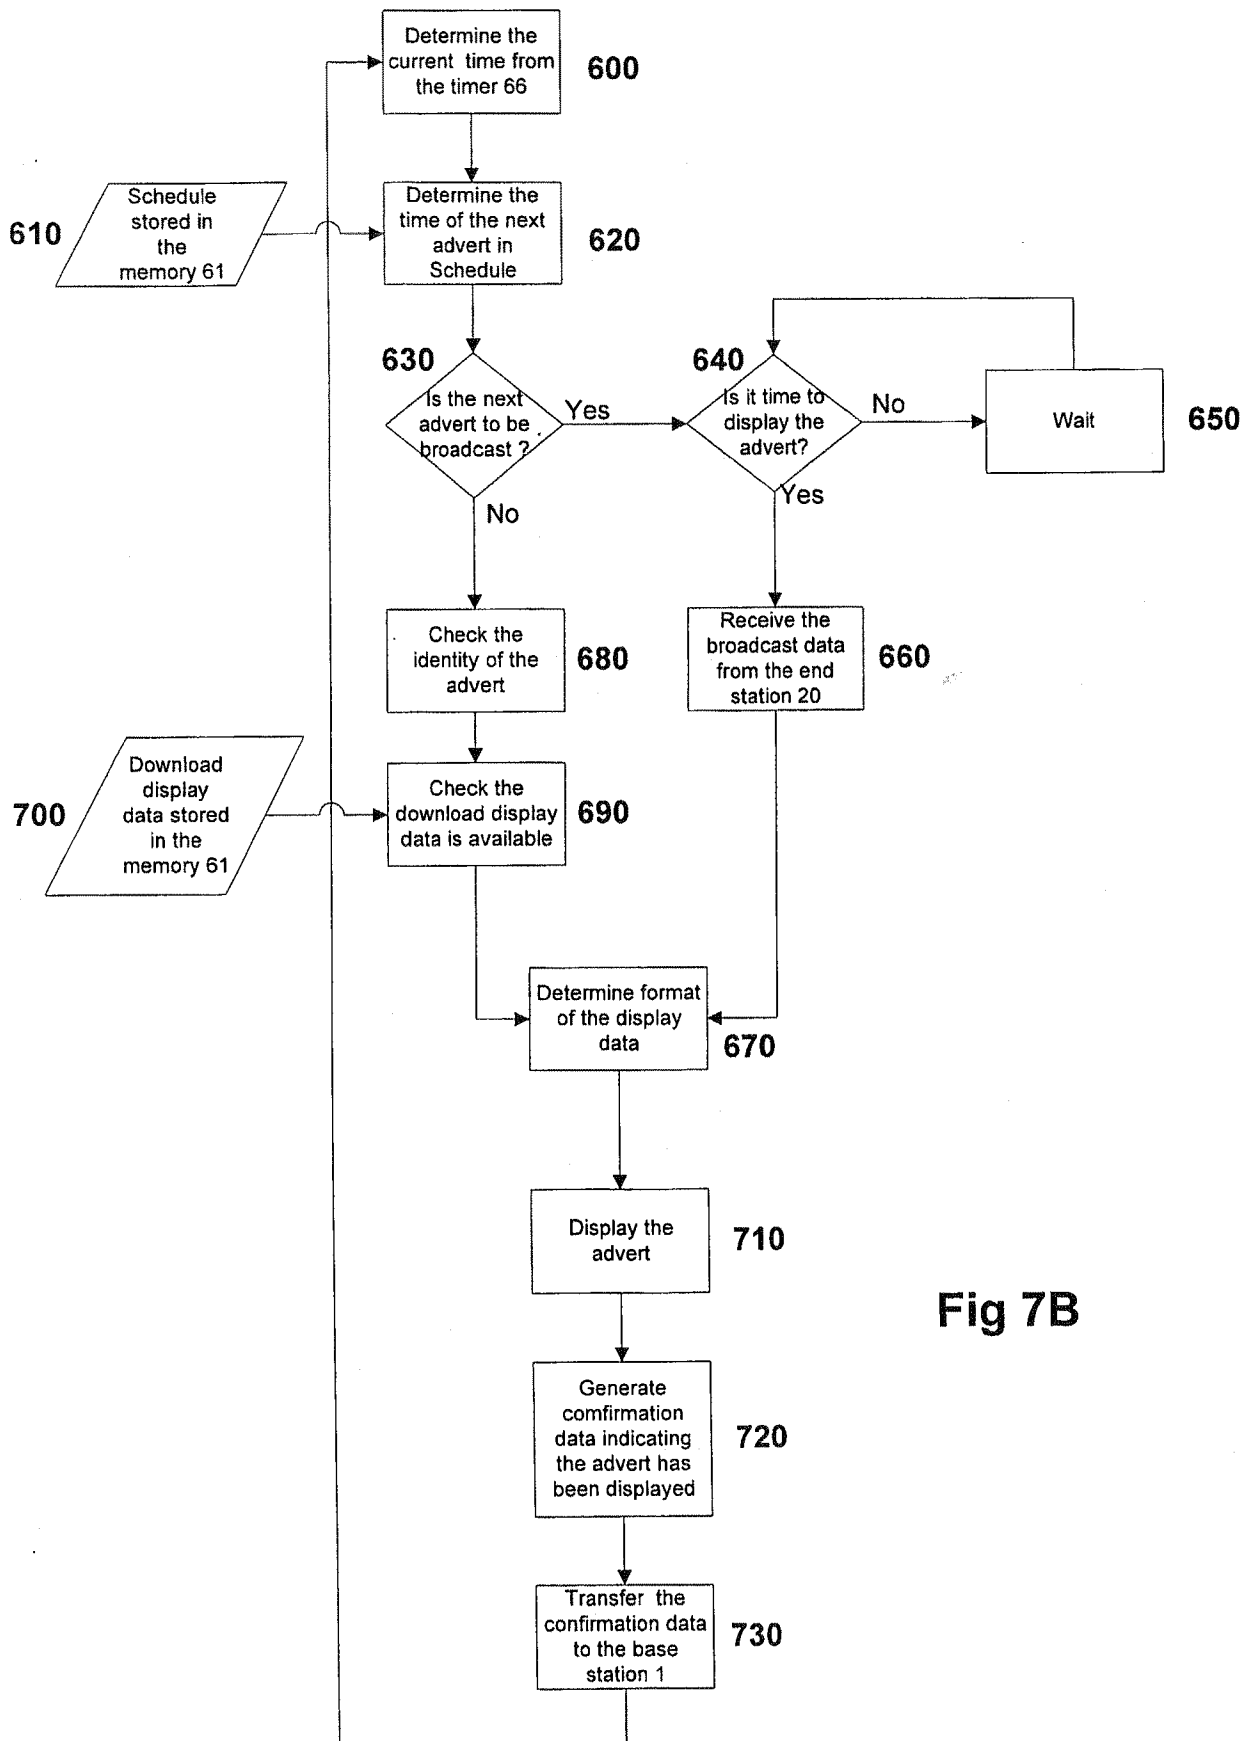 Determine the
current time from
the timer 66
600
Schedule
stored in
the
memory 61
610
Determine the
time of the next
advert in
Schedule
620
630
Is the next
advert to be
broadcast ?
Yes
No
640
Is it time to
display the
advert?
No
Yes
Wait
650
Check the
identity of the
advert
680
Receive the
broadcast data
from the end
station 20
660
Download
display
data stored
in the
memory 61
700
Check the
download display
data is available
690
Determine format
of the display
data
670
Display the
advert
710
Fig 7B
Generate
comfirmation
data indicating
the advert has
been displayed
720
Transfer the
confirmation data
to the base
station 1
730